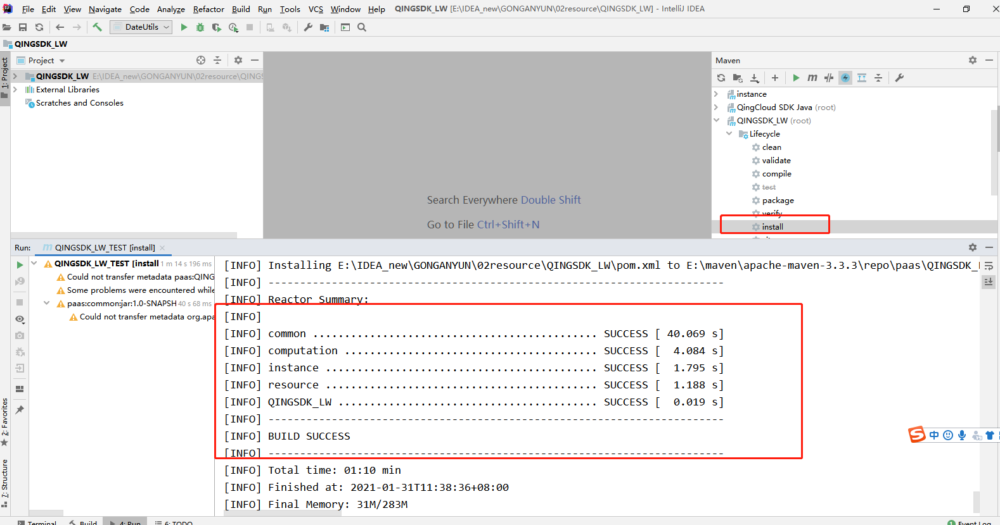 File Edit View Navigate Code Analyze Refactor Build Run Tools VCS Window Help QINGSDK_LW [E:\IDEA_new\GONGANYUN\02resource\QINGSDK_LW] - IntelliJ IDEA
DateUtils
QINGSDK_LW
1: Project
Project
QINGSDK_LW E:\IDEA_new\GONGANYUN\02resource\QINGS
External Libraries
Scratches and Consoles
Search Everywhere Double Shift
Go to File Ctrl+Shift+N
Maven
instance
QingCloud SDK Java (root)
QINGSDK_LW (root)
Lifecycle
clean
validate
compile
test
package
verify
install
Run: QINGSDK_LW_TEST [install]
QINGSDK_LW_TEST [install 1 m 14 s 196 ms
Could not transfer metadata paas:QING
Some problems were encountered while
paas:common:jar:1.0-SNAPSH 40 s 68 ms
Could not transfer metadata org.apa
[INFO] Installing E:\IDEA_new\GONGANYUN\02resource\QINGSDK_LW\pom.xml to E:\maven\apache-maven-3.3.3\repo\paas\QINGSDK_L
[INFO] ------------------------------------------------------------------------
[INFO] Reactor Summary:
[INFO]
[INFO] common ............................................. SUCCESS [ 40.069 s]
[INFO] computation ........................................ SUCCESS [  4.084 s]
[INFO] instance ........................................... SUCCESS [  1.795 s]
[INFO] resource ........................................... SUCCESS [  1.188 s]
[INFO] QINGSDK_LW ......................................... SUCCESS [  0.019 s]
[INFO] ------------------------------------------------------------------------
[INFO] BUILD SUCCESS
[INFO] ------------------------------------------------------------------------
[INFO] Total time: 01:10 min
[INFO] Finished at: 2021-01-31T11:38:36+08:00
[INFO] Final Memory: 31M/283M
2: Favorites
7: Structure
中
Terminal Build 4: Run 6: TODO
1 Event Log